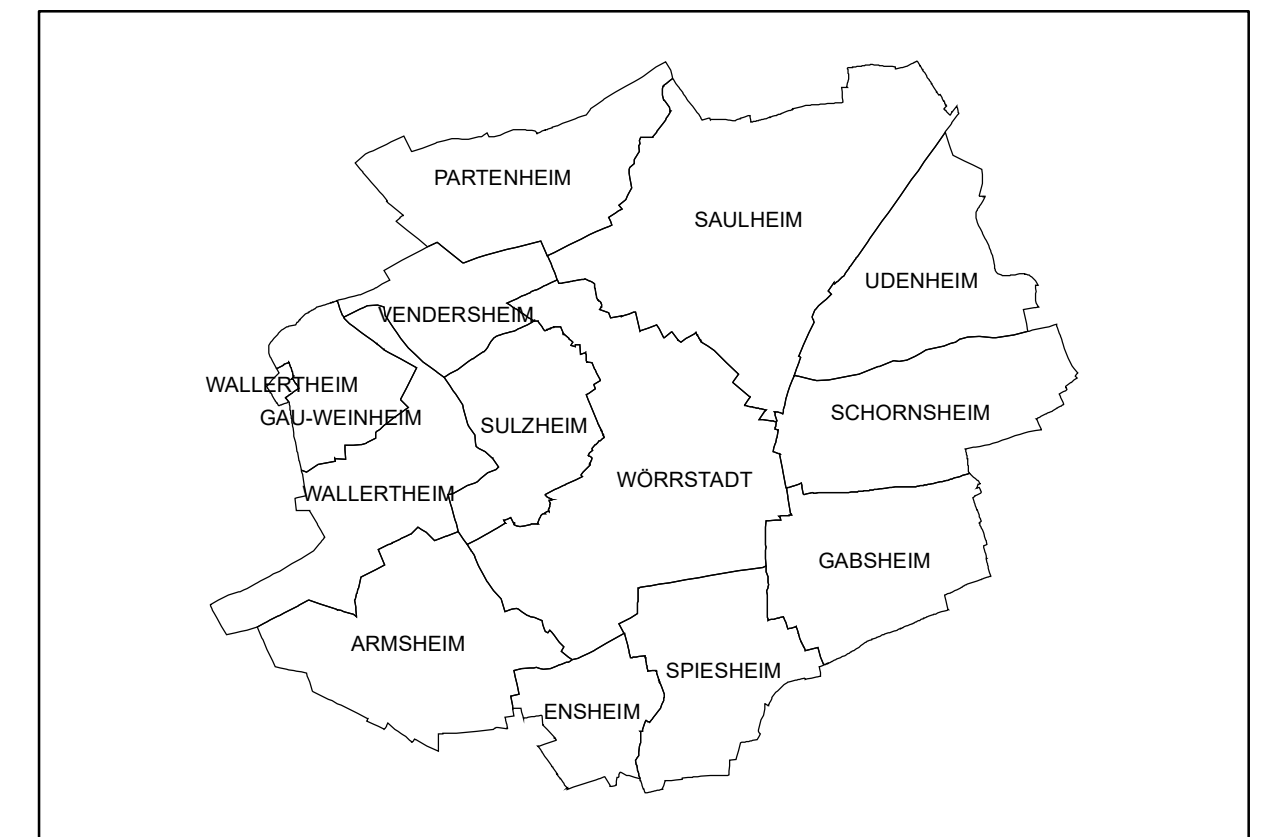 PARTENHEIM
SAULHEIM
UDENHEIM
VENDERSHEIM
WALLERTHEIM
GAU-WEINHEIM
SCHORNSHEIM
SULZHEIM
WÖRRSTADT
WALLERTHEIM
GABSHEIM
ARMSHEIM
SPIESHEIM
ENSHEIM